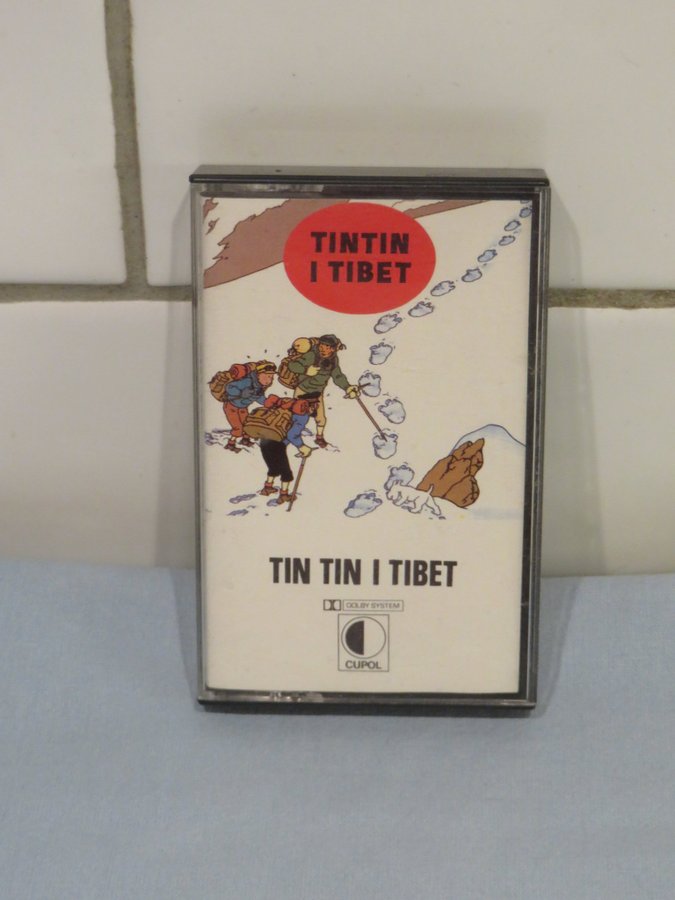 TINTIN
I TIBET
TIN TIN I TIBET
DOLBY SYSTEM
CUPOL